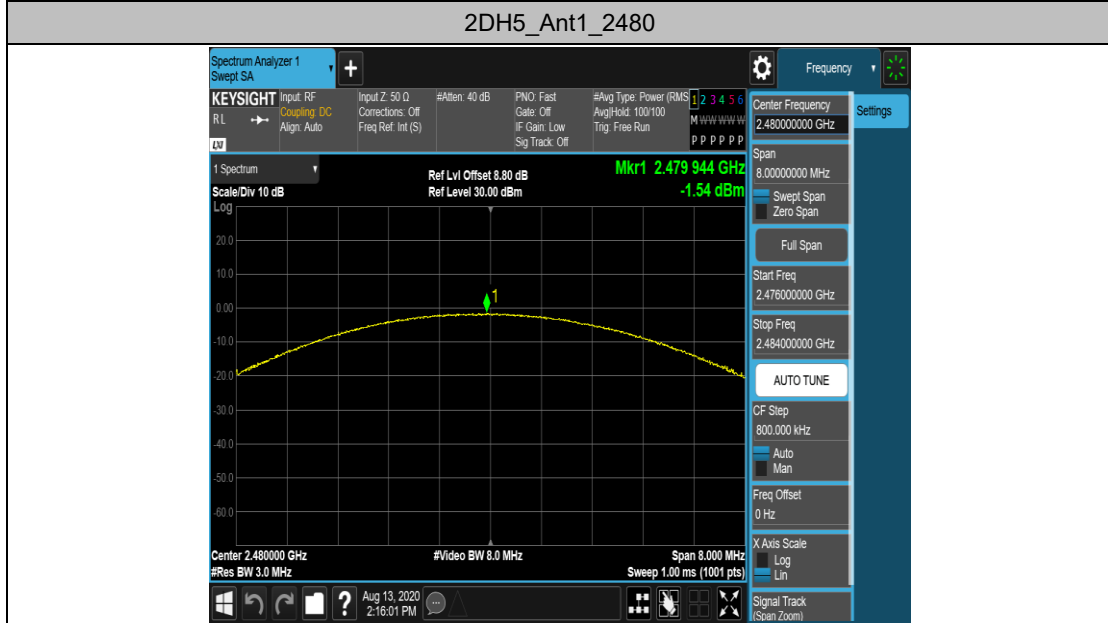 2DH5_Ant1_2480
Spectrum Analyzer 1
Swept SA
+
Frequency
KEYSIGHT
RL
LXI
Input: RF
Coupling: DC
Align: Auto
Input Z: 50 Ω
Corrections: Off
Freq Ref: Int (S)
#Atten: 40 dB
PNO: Fast
Gate: Off
IF Gain: Low
Sig Track: Off
#Avg Type: Power (RMS
Avg|Hold: 100/100
Trig: Free Run
1 2 3 4 5 6
M W W W W W
P P P P P P
Center Frequency
2.480000000 GHz
Settings
Span
8.00000000 MHz
Swept Span
Zero Span
Full Span
Start Freq
2.476000000 GHz
Stop Freq
2.484000000 GHz
AUTO TUNE
CF Step
800.000 kHz
Auto
Man
Freq Offset
0 Hz
X Axis Scale
Log
Lin
Signal Track
(Span Zoom)
1 Spectrum
Scale/Div 10 dB
Log
Ref Lvl Offset 8.80 dB
Ref Level 30.00 dBm
Mkr1 2.479 944 GHz
-1.54 dBm
20.0
10.0
0.00
-10.0
-20.0
-30.0
-40.0
-50.0
-60.0
1
Center 2.480000 GHz
#Res BW 3.0 MHz
#Video BW 8.0 MHz
Span 8.000 MHz
Sweep 1.00 ms (1001 pts)
?
Aug 13, 2020
2:16:01 PM